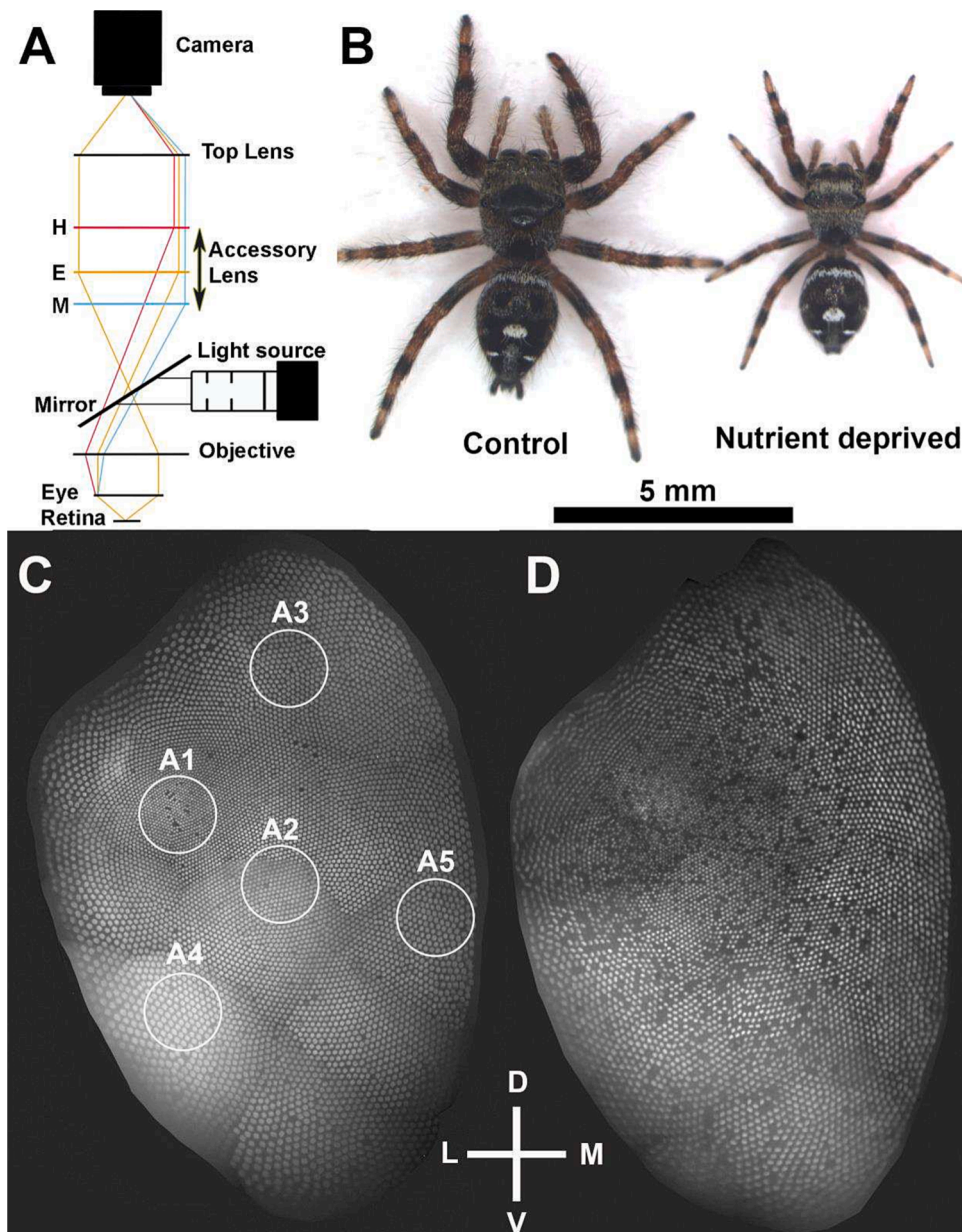 A
Camera
Top Lens
H
Accessory
Lens
E
M
Light source
Mirror
Objective
Eye
Retina
B
Control
Nutrient deprived
5 mm
C
A3
A1
A2
A5
A4
D
D
L
M
V